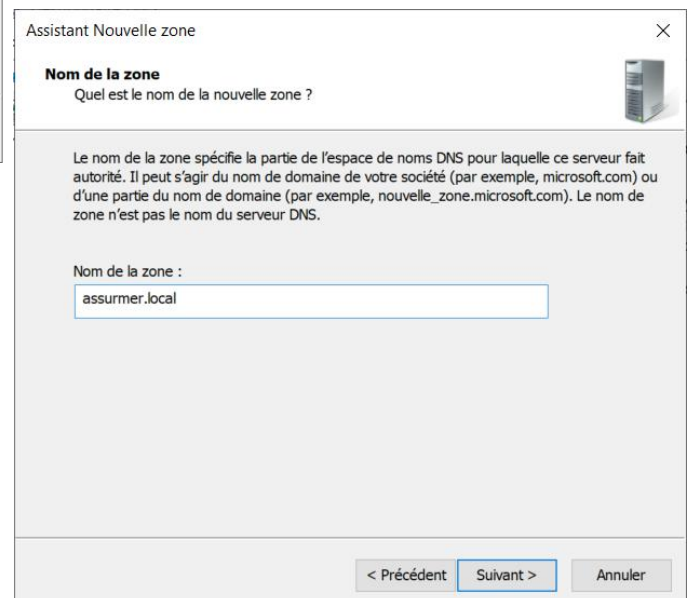 Assistant Nouvelle zone
Nom de la zone
Quel est le nom de la nouvelle zone ?
Le nom de la zone spécifie la partie de l'espace de noms DNS pour laquelle ce serveur fait
autorité. Il peut s'agir du nom de domaine de votre société (par exemple, microsoft.com) ou
d'une partie du nom de domaine (par exemple, nouvelle_zone.microsoft.com). Le nom de
zone n'est pas le nom du serveur DNS.
Nom de la zone :
assurmer.local
< Précédent Suivant > Annuler